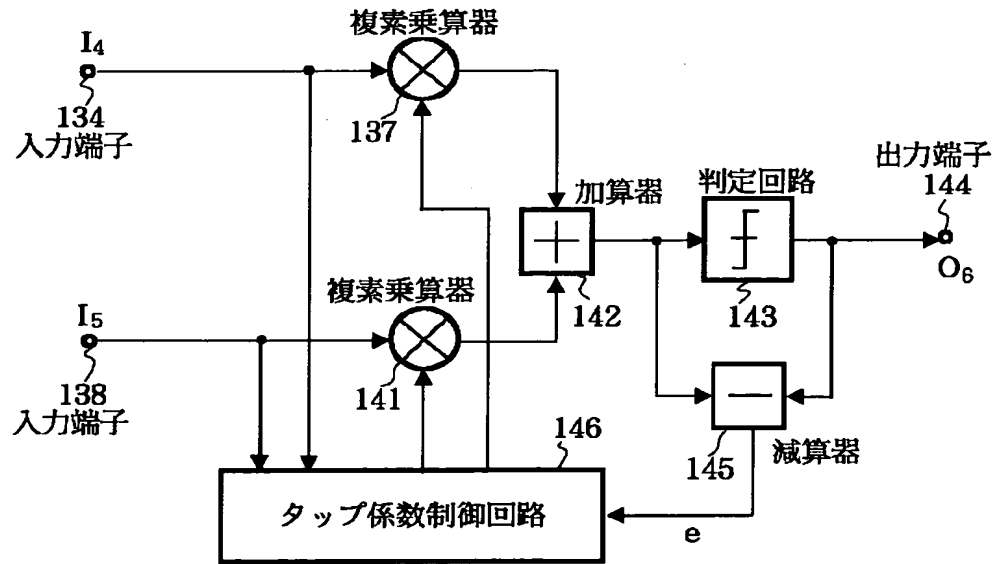 複素乗算器
I4
134
入力端子
137
出力端子
144
加算器
判定回路
O6
複素乗算器
142
143
I5
138
入力端子
141
146
145
減算器
タップ係数制御回路
e